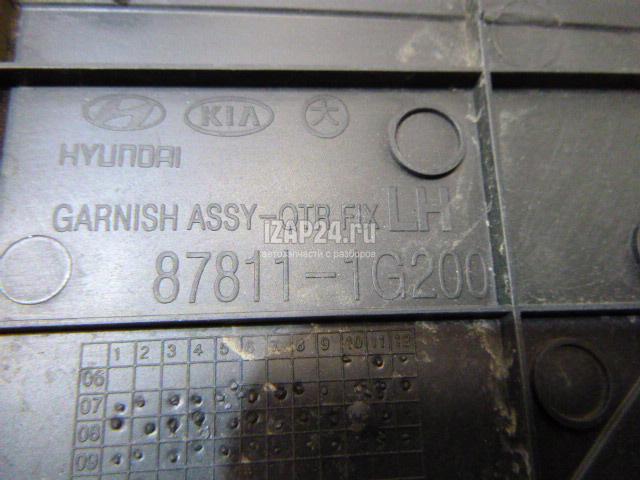 KIA 大
HYUNDAI
GARNISH ASSY-QTR FIX LH
IZAP24.ru
автозапчасти с разборов
87811-1G200
1 2 3 4 5 6 7 8 9 10 11 12
06
07
08
09